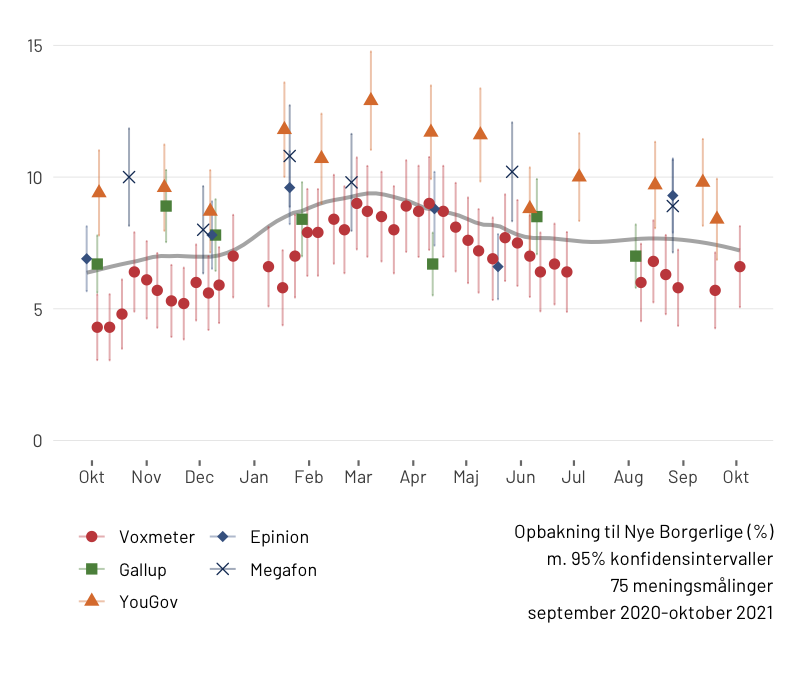 15
10
5
0
Okt Nov Dec Jan Feb Mar Apr Maj Jun Jul Aug Sep Okt
Voxmeter Epinion
Gallup Megafon
YouGov
Opbakning til Nye Borgerlige (%)
m. 95% konfidensintervaller
75 meningsmålinger
september 2020-oktober 2021